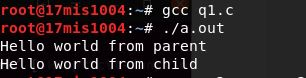 root@17mis1004:~# gcc q1.c
root@17mis1004:~# ./a.out
Hello world from parent
Hello world from child